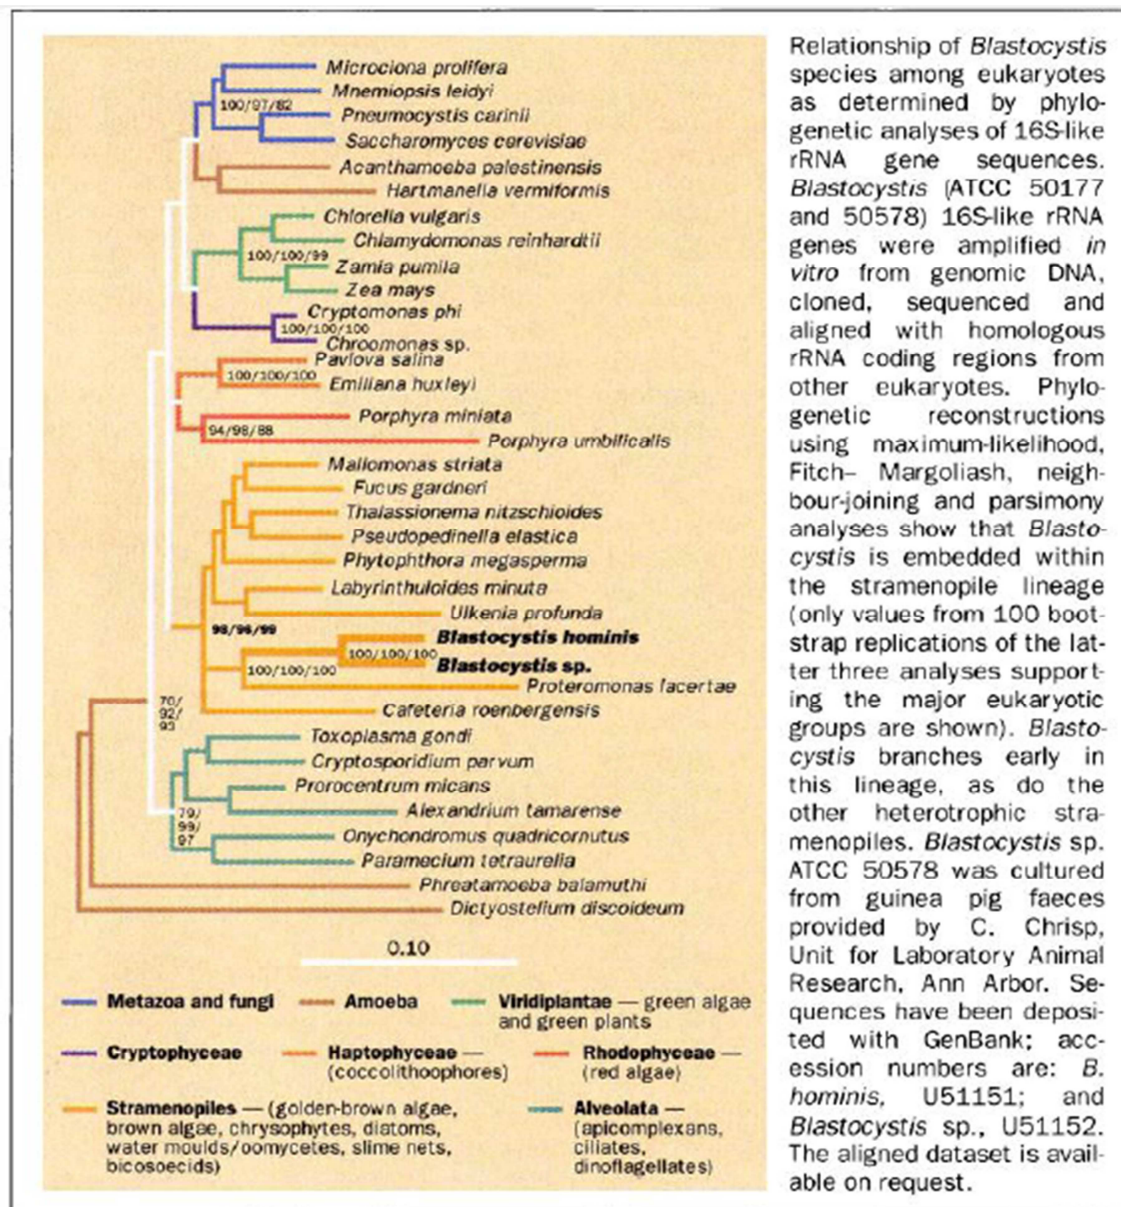 Microciona prolifera
Mnemiopsis leidyi
100/97/82
Pneumocystis carinii
Saccharomyces cerevisiae
Acanthamoeba palestinensis
Hartmanella vermiformis
Chlorella vulgaris
Chlamydomonas reinhardtii
100/100/99
Zamia pumila
Zea mays
Cryptomonas phi
100/100/100
Chroomonas sp.
Pavlova salina
100/100/100
Emiliana huxleyi
Porphyra miniata
94/98/88
Porphyra umbilicalis
Mallomonas striata
Fucus gardneri
Thalassionema nitzschioides
Pseudopedinella elastica
Phytophthora megasperma
Labyrinthuloides minuta
Ulkenia profunda
98/96/99
Blastocystis hominis
100/100/100
Blastocystis sp.
100/100/100
Proteromonas lacertae
Cafeteria roenbergensis
70/
92/
93
Toxoplasma gondi
Cryptosporidium parvum
Prorocentrum micans
Alexandrium tamarense
79/
99/
97
Onychondromus quadricornutus
Paramecium tetraurelia
Phreatamoeba balamuthi
Dictyostelium discoideum
0.10
Metazoa and fungi
Amoeba
Viridiplantae — green algae
and green plants
Cryptophyceae
Haptophyceae —
(coccolithoophores)
Rhodophyceae —
(red algae)
Stramenopiles — (golden-brown algae,
brown algae, chrysophytes, diatoms,
water moulds/oomycetes, slime nets,
bicosoecids)
Alveolata —
(apicomplexans,
ciliates,
dinoflagellates)
Relationship of Blastocystis
species among eukaryotes
as determined by phylo-
genetic analyses of 16S-like
rRNA gene sequences.
Blastocystis (ATCC 50177
and 50578) 16S-like rRNA
genes were amplified in
vitro from genomic DNA,
cloned, sequenced and
aligned with homologous
rRNA coding regions from
other eukaryotes. Phylo-
genetic reconstructions
using maximum-likelihood,
Fitch– Margoliash, neigh-
bour-joining and parsimony
analyses show that Blasto-
cystis is embedded within
the stramenopile lineage
(only values from 100 boot-
strap replications of the lat-
ter three analyses support-
ing the major eukaryotic
groups are shown). Blasto-
cystis branches early in
this lineage, as do the
other heterotrophic stra-
menopiles. Blastocystis sp.
ATCC 50578 was cultured
from guinea pig faeces
provided by C. Chrisp,
Unit for Laboratory Animal
Research, Ann Arbor. Se-
quences have been deposi-
ted with GenBank; acc-
ession numbers are: B.
hominis, U51151; and
Blastocystis sp., U51152.
The aligned dataset is avail-
able on request.